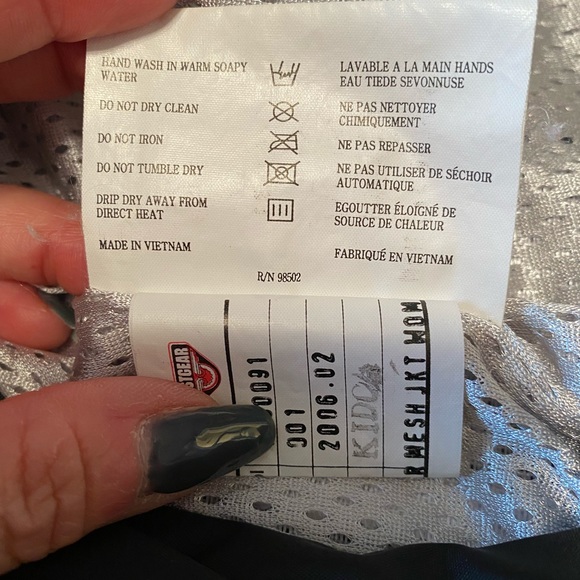 HAND WASH IN WARM SOAPY
WATER
DO NOT DRY CLEAN
DO NOT IRON
DO NOT TUMBLE DRY
DRIP DRY AWAY FROM
DIRECT HEAT
MADE IN VIETNAM
LAVABLE A LA MAIN HANDS
EAU TIEDE SEVONNUSE
NE PAS NETTOYER
CHIMIQUEMENT
NE PAS REPASSER
NE PAS UTILISER DE SÉCHOIR
AUTOMATIQUE
EGOUTTER ÉLOIGNÉ DE
SOURCE DE CHALEUR
FABRIQUÉ EN VIETNAM
R/N 98502
001
2006.02
MESH JKT WOM